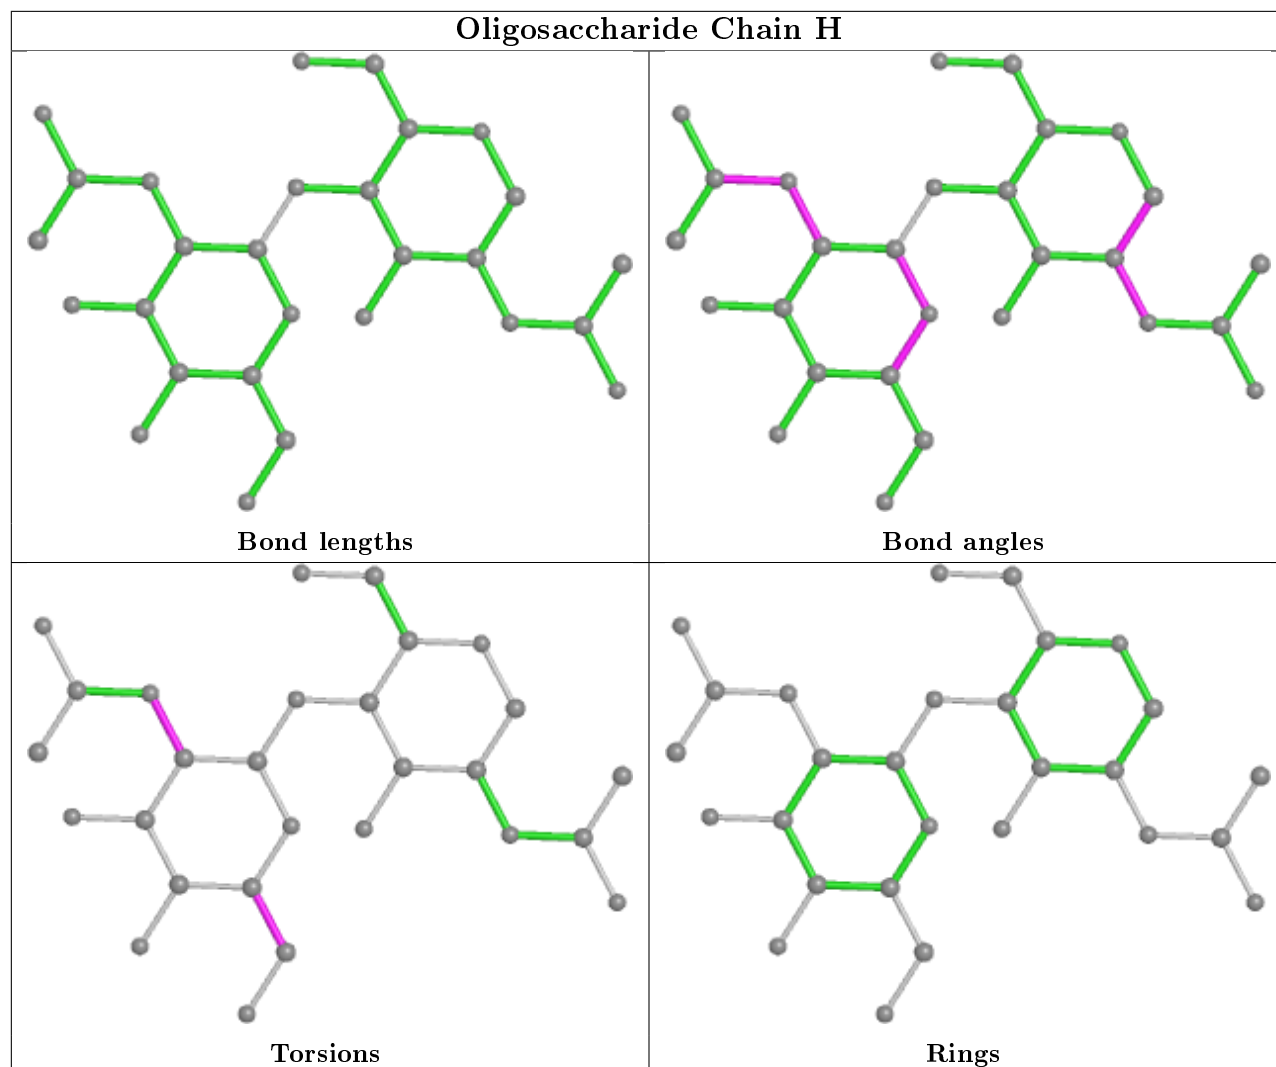 Oligosaccharide Chain H
Bond lengths
Bond angles
Torsions
Rings